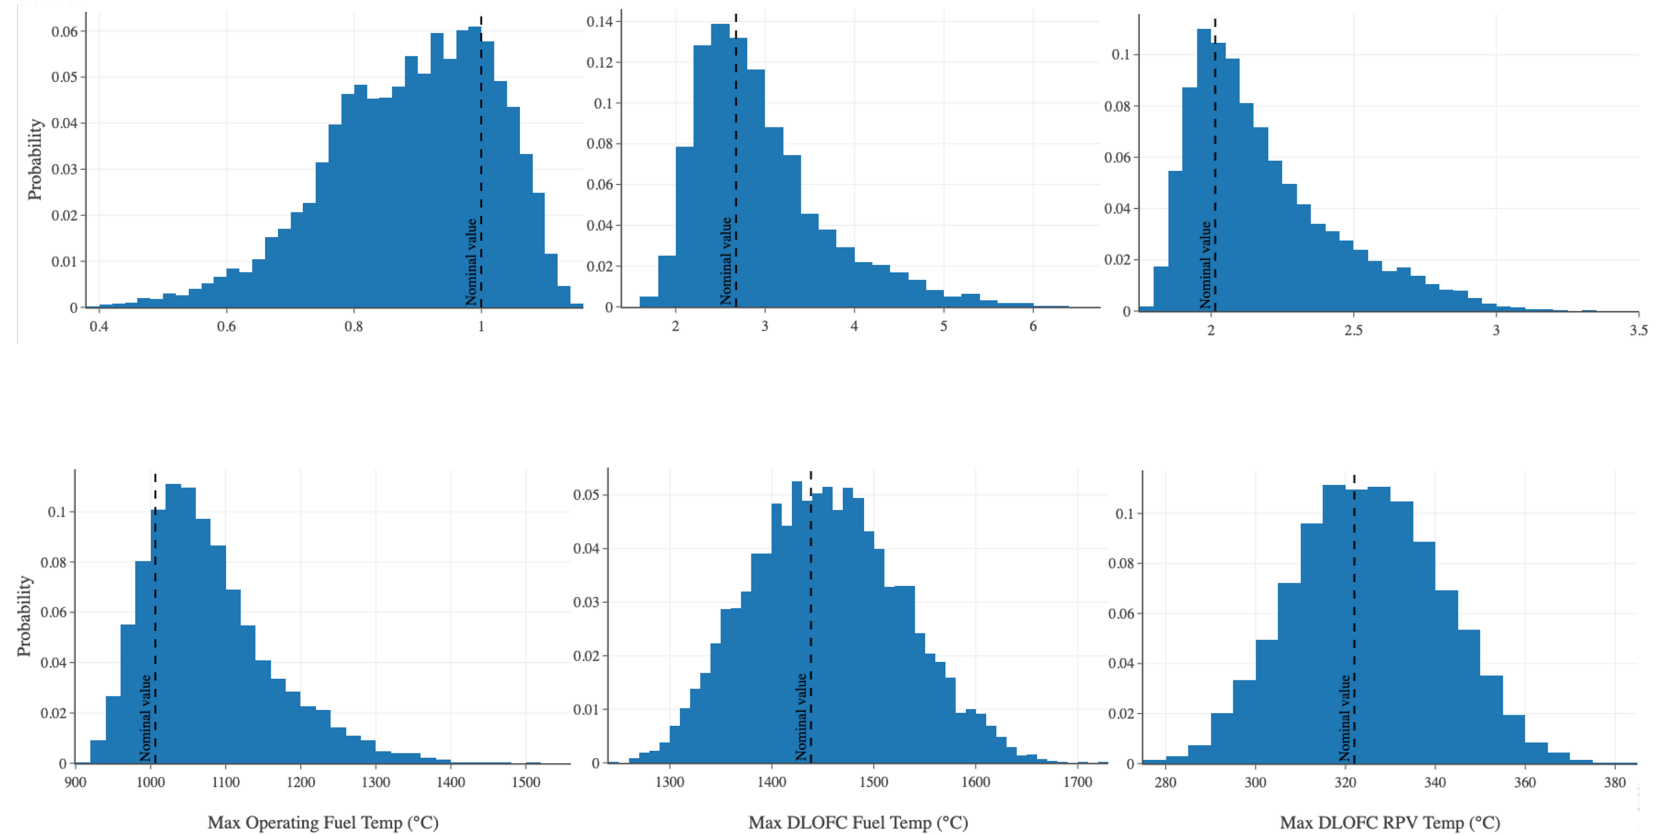 0.06
0.05
0.04
0.03
0.02
0.01
0
Probability
Nominal value
0.4 0.6 0.8 1
0.14
0.12
0.1
0.08
0.06
0.04
0.02
0
Nominal value
2 3 4 5 6
0.1
0.08
0.06
0.04
0.02
0
Nominal value
2 2.5 3 3.5
0.1
0.08
0.06
0.04
0.02
0
Probability
Nominal value
900 1000 1100 1200 1300 1400 1500
Max Operating Fuel Temp (°C)
0.05
0.04
0.03
0.02
0.01
0
Nominal value
1300 1400 1500 1600 1700
Max DLOFC Fuel Temp (°C)
0.1
0.08
0.06
0.04
0.02
0
Nominal value
280 300 320 340 360 380
Max DLOFC RPV Temp (°C)